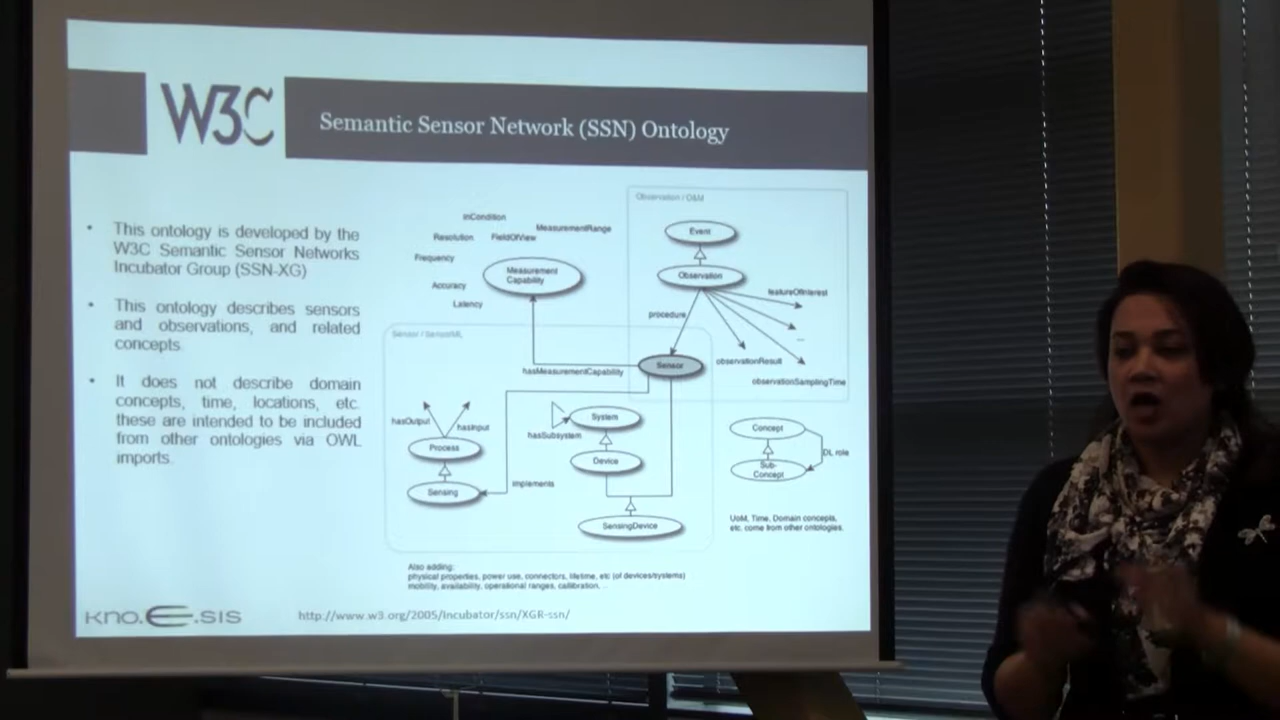 W3C
Semantic Sensor Network (SSN) Ontology
• This ontology is developed by the
W3C Semantic Sensor Networks
Incubator Group (SSN-XG)
• This ontology describes sensors
and observations, and related
concepts.
• It does not describe domain
concepts, time, locations, etc.
these are intended to be included
from other ontologies via OWL
imports.
Observation / O&M
inCondition
MeasurementRange
Resolution
FieldOfView
Frequency
Measurement
Capability
Accuracy
Latency
Event
Observation
featureOfInterest
procedure
...
observationResult
observationSamplingTime
Sensor / SensorML
hasMeasurementCapability
Sensor
hasOutput
hasInput
Process
Sensing
implements
System
hasSubsystem
Device
SensingDevice
Concept
Sub-
Concept
DL role
UoM, Time, Domain concepts,
etc. come from other ontologies.
Also adding:
physical properties, power use, connectors, lifetime, etc (of devices/systems)
mobility, availability, operational ranges, callibration, ...
kno.e.sis
http://www.w3.org/2005/Incubator/ssn/XGR-ssn/